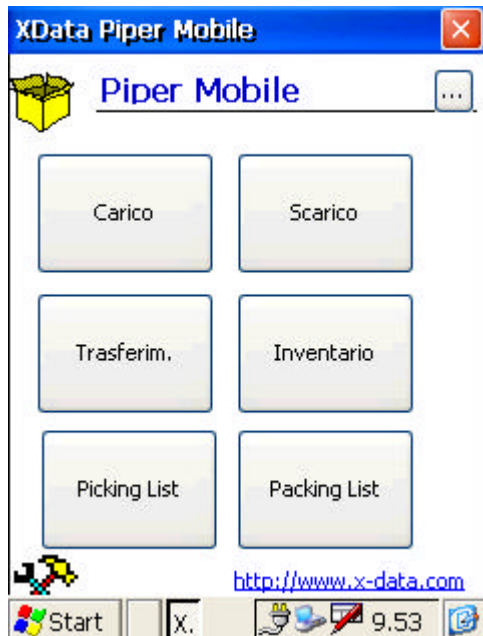 XData Piper Mobile
Piper Mobile
...
Carico
Scarico
Trasferim.
Inventario
Picking List
Packing List
http://www.x-data.com
Start
X.
9.53